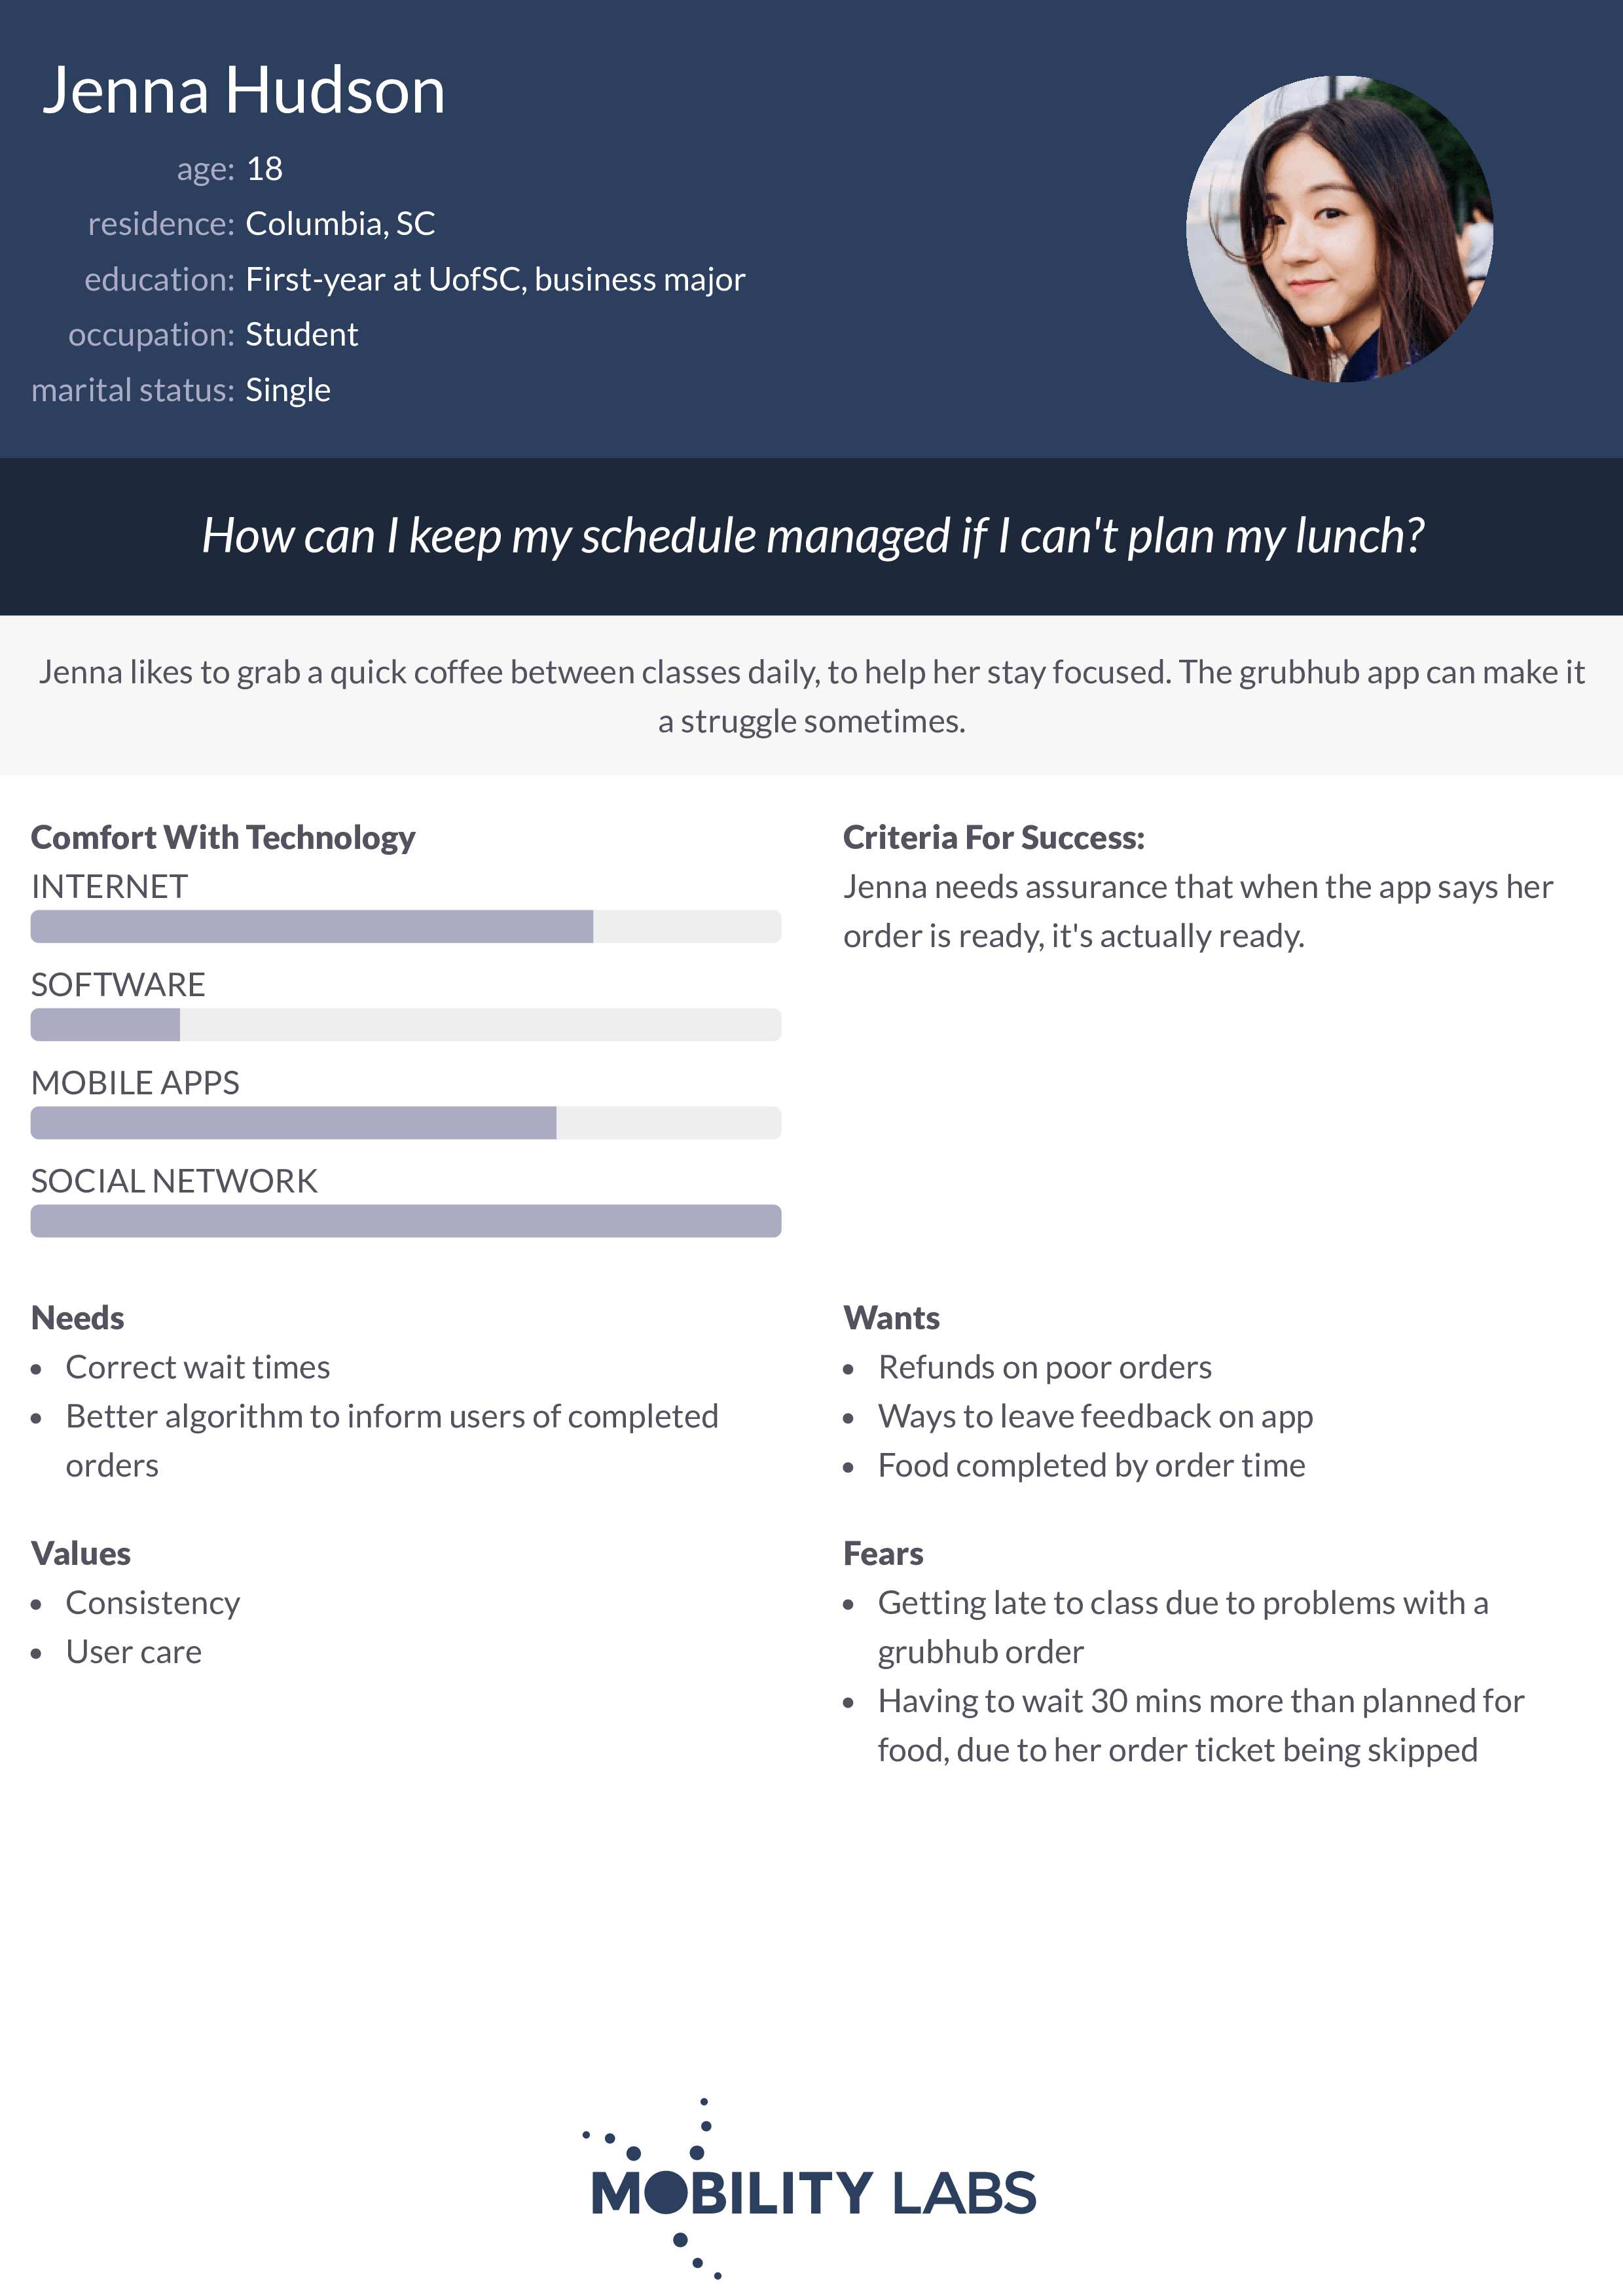 Jenna Hudson
age: 18
residence: Columbia, SC
education: First-year at UofSC, business major
occupation: Student
marital status: Single
How can I keep my schedule managed if I can't plan my lunch?
Jenna likes to grab a quick coffee between classes daily, to help her stay focused. The grubhub app can make it
a struggle sometimes.
Comfort With Technology
INTERNET
SOFTWARE
MOBILE APPS
SOCIAL NETWORK
Criteria For Success:
Jenna needs assurance that when the app says her
order is ready, it's actually ready.
Needs
• Correct wait times
• Better algorithm to inform users of completed
orders
Wants
• Refunds on poor orders
• Ways to leave feedback on app
• Food completed by order time
Values
• Consistency
• User care
Fears
• Getting late to class due to problems with a
grubhub order
• Having to wait 30 mins more than planned for
food, due to her order ticket being skipped
MOBILITY LABS